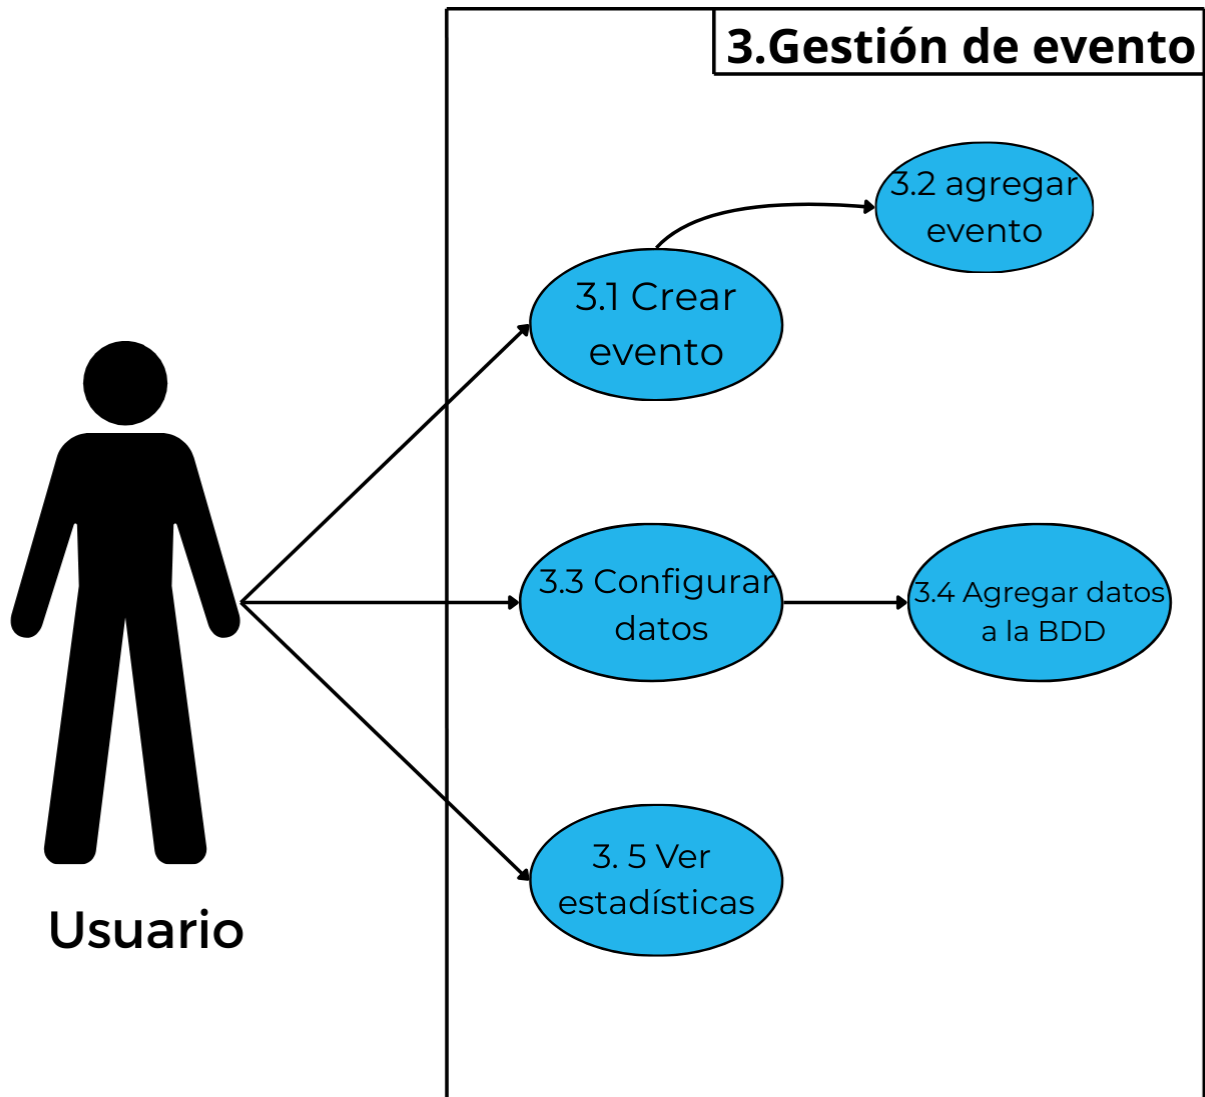 3.Gestión de evento
3.2 agregar
evento
3.1 Crear
evento
3.3 Configurar
datos
3.4 Agregar datos
a la BDD
3. 5 Ver
estadísticas
Usuario